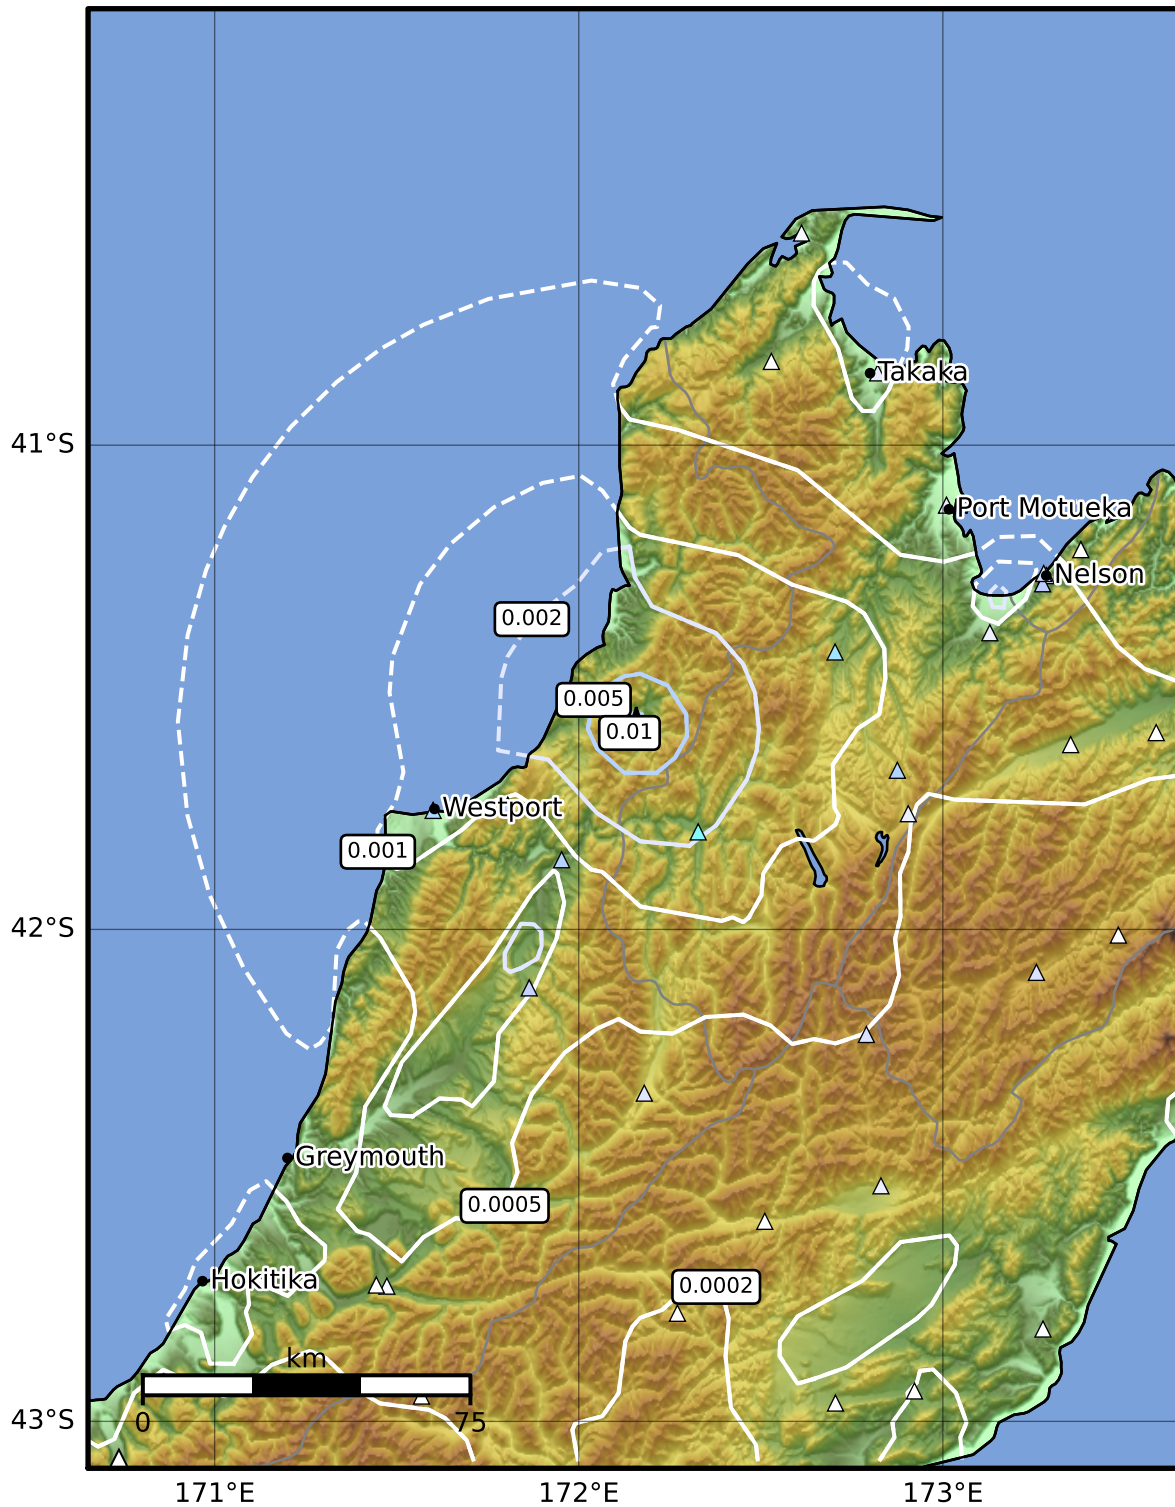 Takaka
41°S
Port Motueka
Nelson
0.002
0.005
0.01
Westport
0.001
42°S
Greymouth
0.0005
Hokitika
0.0002
km
0
75
43°S
171°E
172°E
173°E